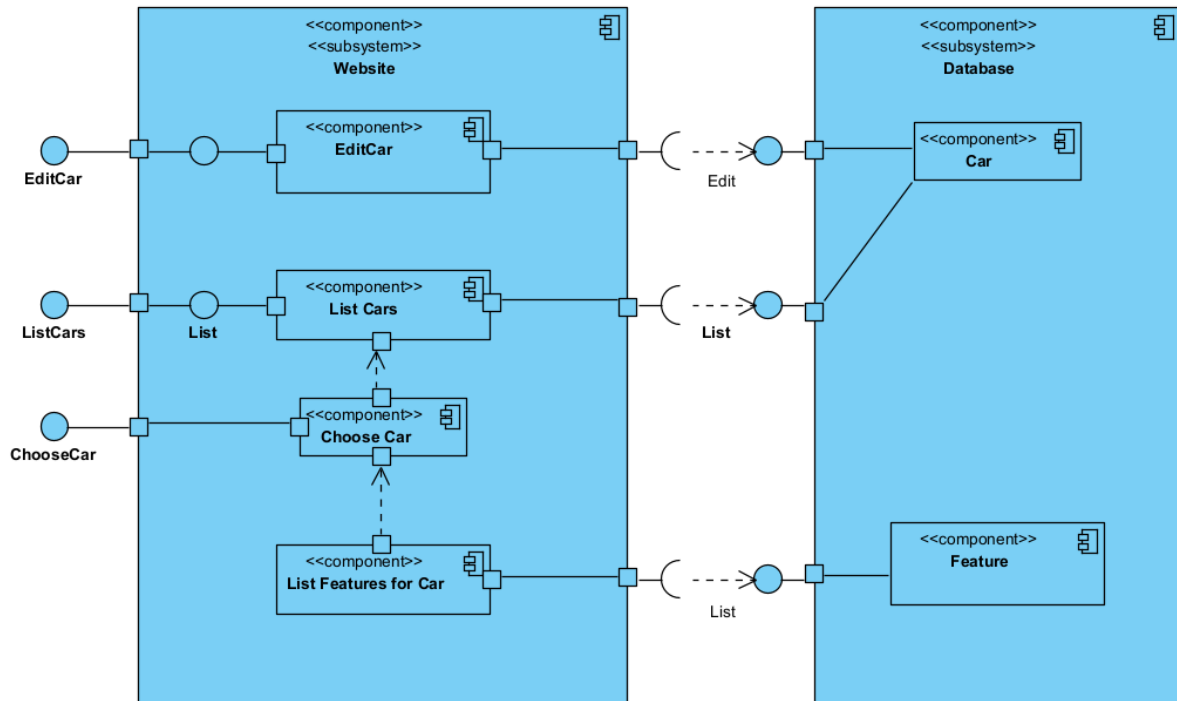 <<component>>
<<subsystem>>
Website
<<component>>
<<subsystem>>
Database
<<component>>
EditCar
EditCar
Edit
<<component>>
Car
<<component>>
List Cars
ListCars
List
List
<<component>>
Choose Car
ChooseCar
<<component>>
List Features for Car
List
<<component>>
Feature